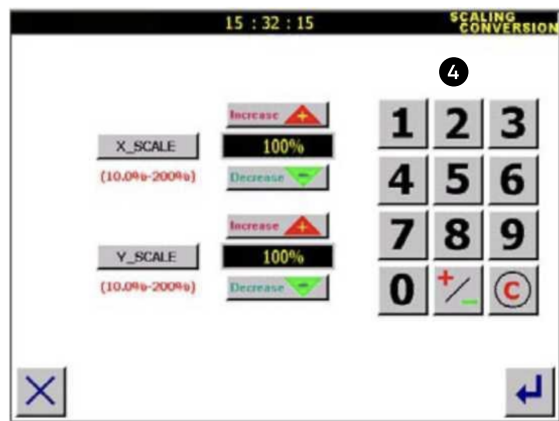 15 : 32 : 15
SCALING
CONVERSION
4
Increase +
X_SCALE
100%
(10.0%-200%)
Decrease -
Increase +
Y_SCALE
100%
(10.0%-200%)
Decrease -
1 2 3
4 5 6
7 8 9
0 +/- C